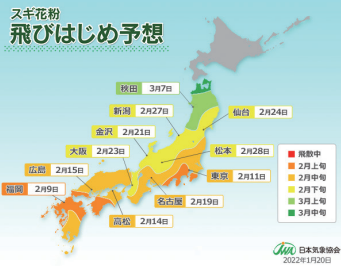 スギ花粉
飛びはじめ予想
秋田 3月7日
新潟 2月27日
仙台 2月24日
金沢 2月21日
大阪 2月23日
松本 2月28日
広島 2月15日
東京 2月11日
福岡 2月9日
名古屋 2月19日
高松 2月14日
飛散中
2月上旬
2月中旬
2月下旬
3月上旬
3月中旬
JWA 日本気象協会
2022年1月20日